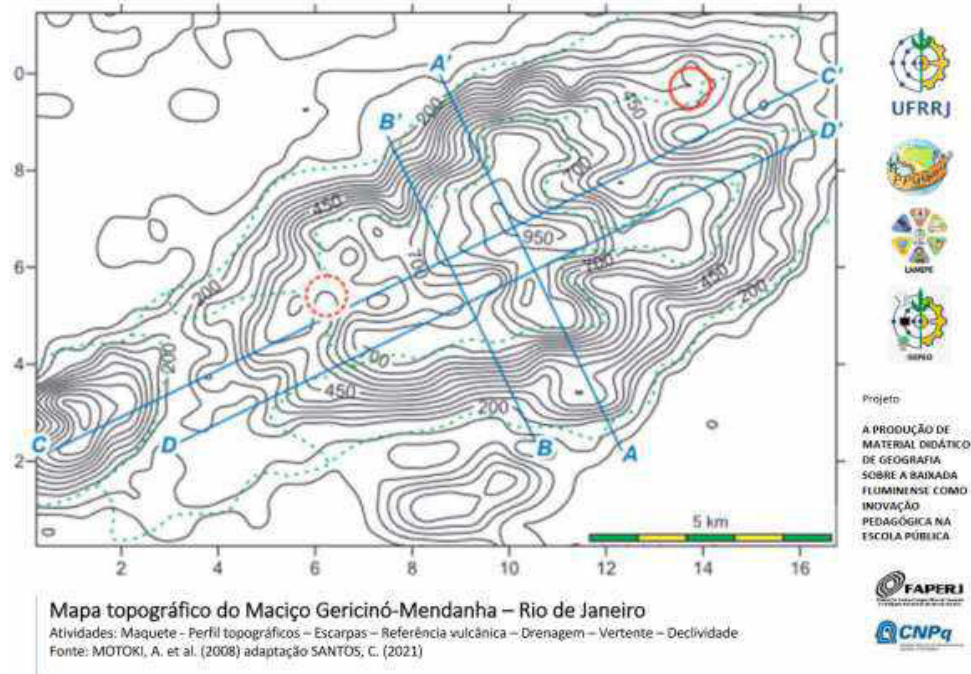 0
8
6
4
2
2
4
6
8
10
12
14
16
A'
B'
C'
D'
C
D
B
A
200
450
700
450
950
700
700
200
200
450
200
700
450
200
5 km
UFRRJ
LAMEPE
Projeto
A PRODUÇÃO DE
MATERIAL DIDÁTICO
DE GEOGRAFIA
SOBRE A BAIXADA
FLUMINENSE COMO
INOVAÇÃO
PEDAGÓGICA NA
ESCOLA PÚBLICA
FAPERJ
CNPq
Mapa topográfico do Maciço Gericinó-Mendanha – Rio de Janeiro
Atividades: Maquete - Perfil topográficos – Escarpas – Referência vulcânica – Drenagem – Vertente – Declividade
Fonte: MOTOKI, A. et al. (2008) adaptação SANTOS, C. (2021)